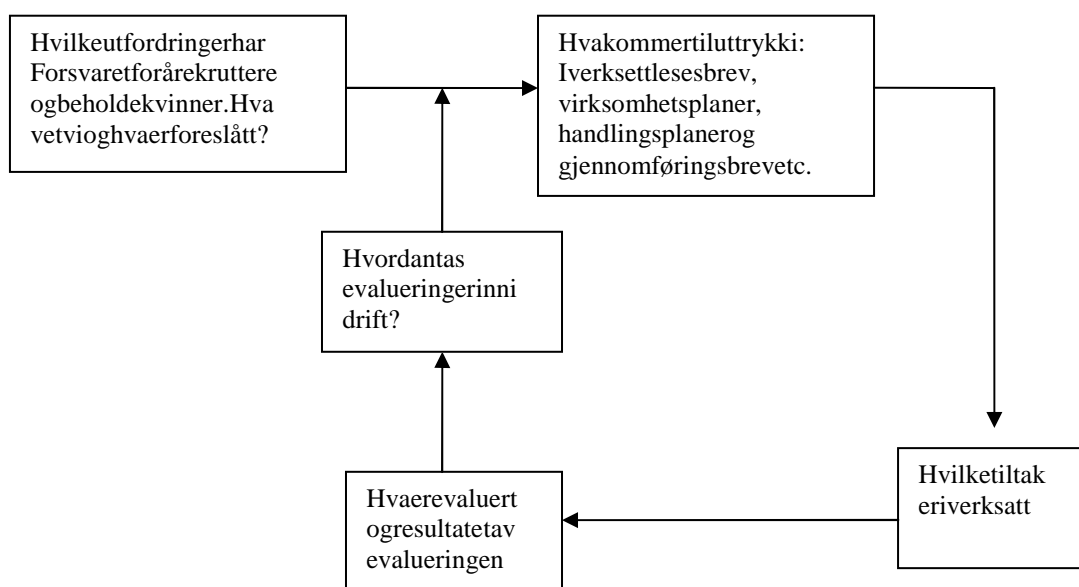 Hvilkeutfordringerhar
Forsvaretforårekruttere
ogbeholdekvinner.Hva
vetvioghvaerforeslått?
Hvakommertiluttrykki:
Iverksettlesesbrev,
virksomhetsplaner,
handlingsplanerog
gjennomføringsbrevetc.
Hvordantas
evalueringerinni
drift?
Hvilketiltak
eriverksatt
Hvaerevaluert
ogresultatetav
evalueringen